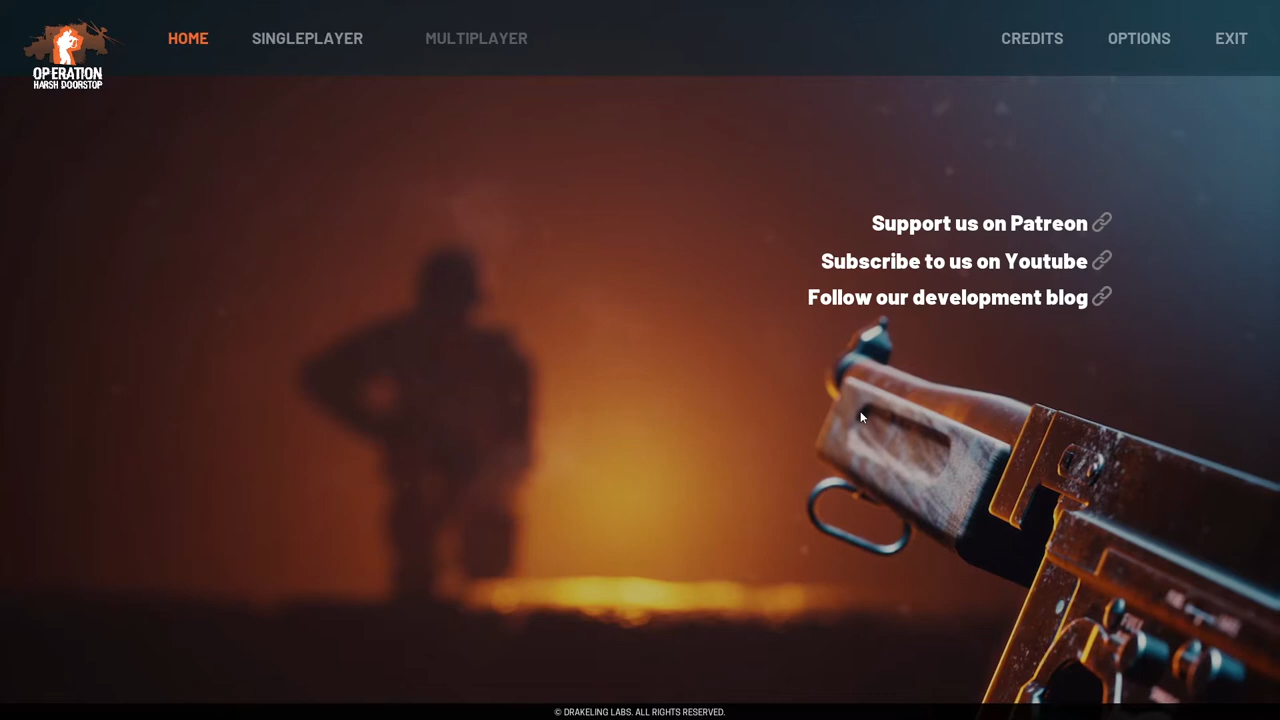 OPERATION
HARSH DOORSTOP
HOME SINGLEPLAYER MULTIPLAYER CREDITS OPTIONS EXIT
Support us on Patreon
Subscribe to us on Youtube
Follow our development blog
© DRAKELING LABS. ALL RIGHTS RESERVED.